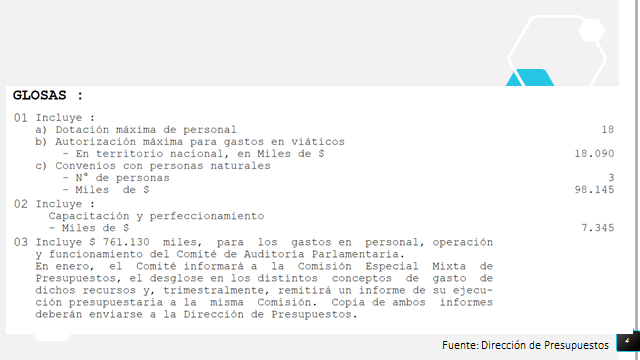 GLOSAS :
01 Incluye :
a) Dotación máxima de personal 18
b) Autorización máxima para gastos en viáticos
- En territorio nacional, en Miles de $ 18.090
c) Convenios con personas naturales
- N° de personas 3
- Miles de $ 98.145
02 Incluye :
Capacitación y perfeccionamiento
- Miles de $ 7.345
03 Incluye $ 761.130 miles, para los gastos en personal, operación
y funcionamiento del Comité de Auditoría Parlamentaria.
En enero, el Comité informará a la Comisión Especial Mixta de
Presupuestos, el desglose en los distintos conceptos de gasto de
dichos recursos y, trimestralmente, remitirá un informe de su ejecu-
ción presupuestaria a la misma Comisión. Copia de ambos informes
deberán enviarse a la Dirección de Presupuestos.
Fuente: Dirección de Presupuestos